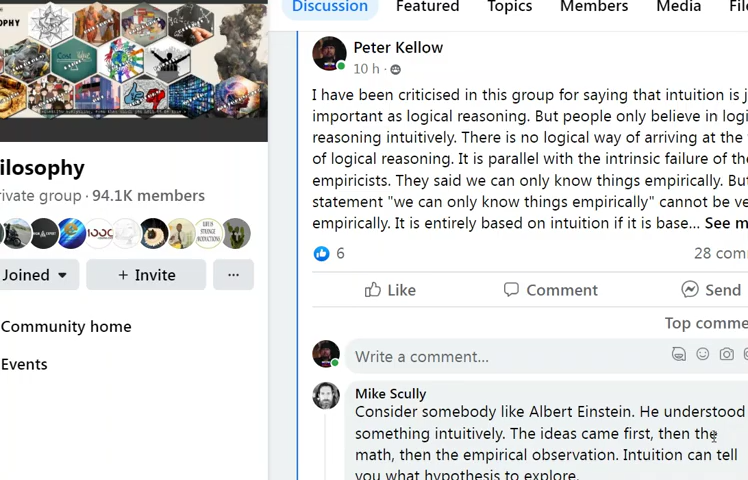 OPHY
Discussion Featured Topics Members Media
Peter Kellow
10 h ·
I have been criticised in this group for saying that intuition is j
important as logical reasoning. But people only believe in logi
reasoning intuitively. There is no logical way of arriving at the
of logical reasoning. It is parallel with the intrinsic failure of the
empiricists. They said we can only know things empirically. But
statement "we can only know things empirically" cannot be ve
empirically. It is entirely based on intuition if it is base... See m
6 28 com
Like Comment Send
Top comme
Write a comment...
Mike Scully
Consider somebody like Albert Einstein. He understood
something intuitively. The ideas came first, then the
math, then the empirical observation. Intuition can tell
you what hypothesis to explore.
ilosophy
rivate group · 94.1K members
Joined + Invite ...
Community home
Events